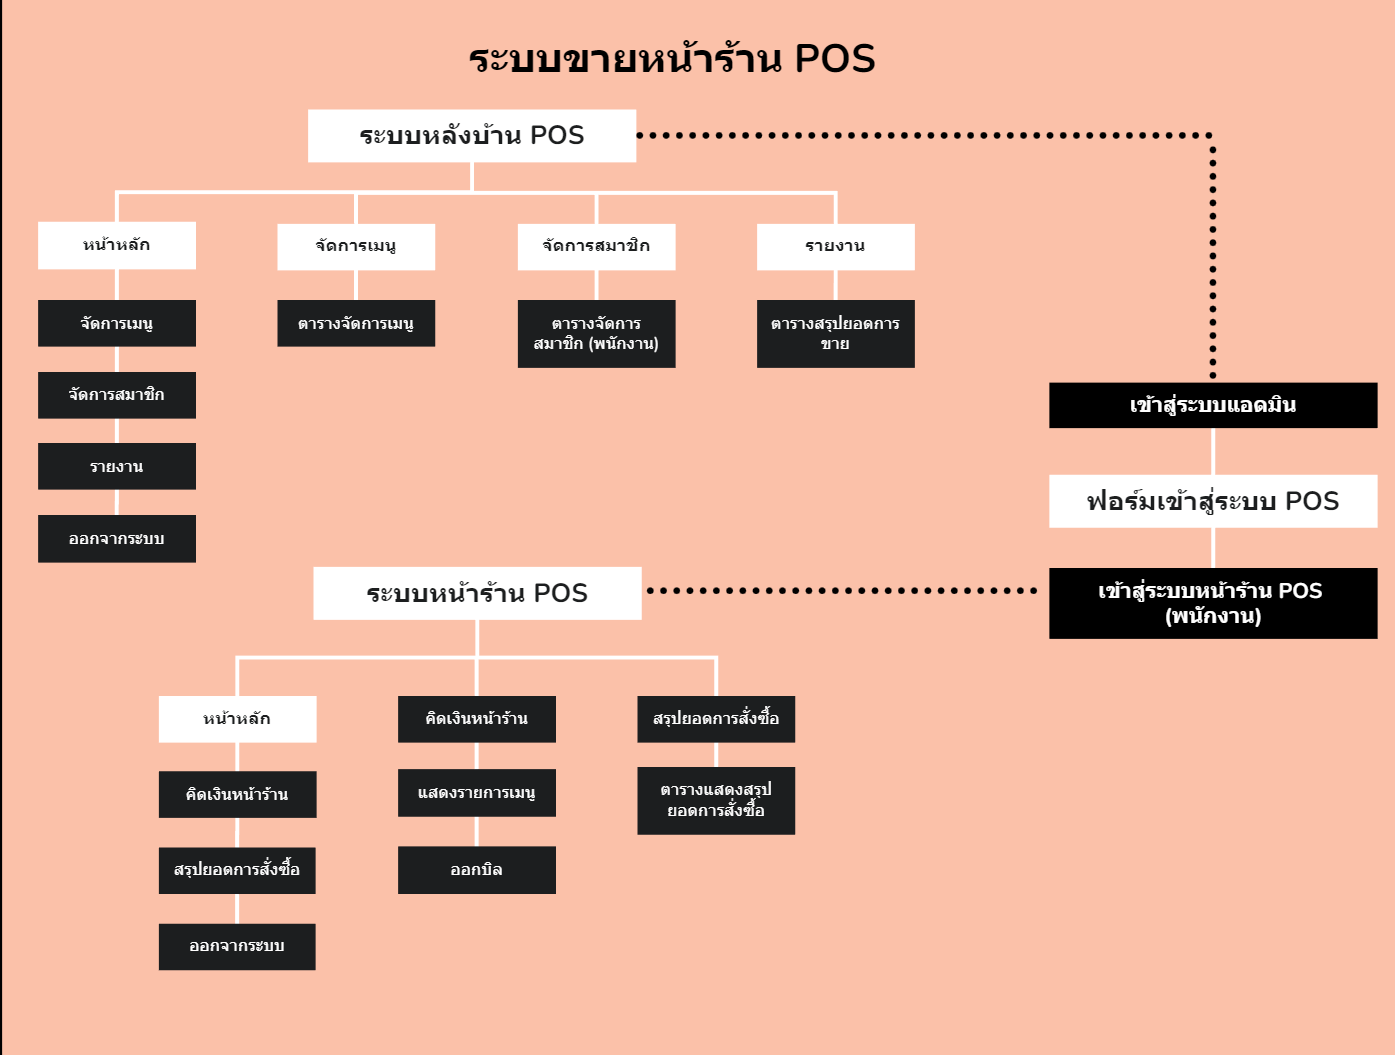 ระบบขายหน้าร้าน POS
ระบบหลังบ้าน POS
หน้าหลัก
จัดการเมนู
จัดการสมาชิก
รายงาน
ออกจากระบบ
จัดการเมนู
ตารางจัดการเมนู
จัดการสมาชิก
ตารางจัดการ
สมาชิก (พนักงาน)
รายงาน
ตารางสรุปยอดการ
ขาย
เข้าสู่ระบบแอดมิน
ฟอร์มเข้าสู่ระบบ POS
เข้าสู่ระบบหน้าร้าน POS
(พนักงาน)
ระบบหน้าร้าน POS
หน้าหลัก
คิดเงินหน้าร้าน
สรุปยอดการสั่งซื้อ
ออกจากระบบ
คิดเงินหน้าร้าน
แสดงรายการเมนู
ออกบิล
สรุปยอดการสั่งซื้อ
ตารางแสดงสรุป
ยอดการสั่งซื้อ